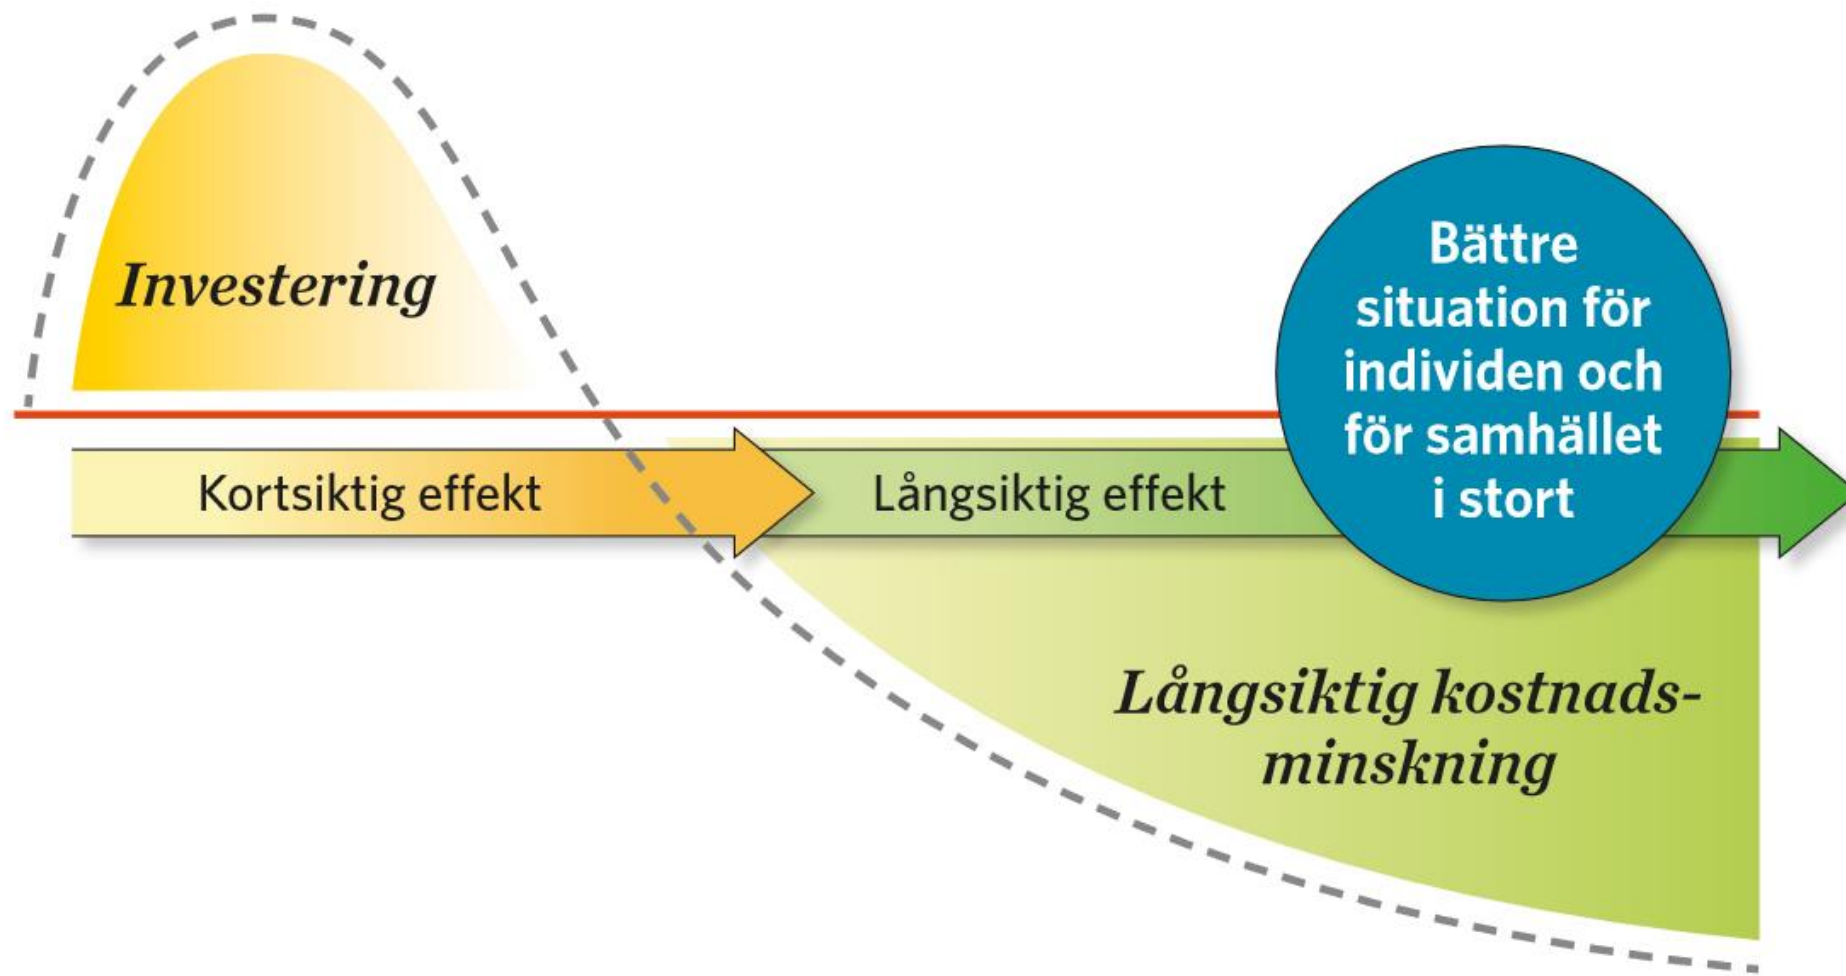 Investering
Bättre
situation för
individen och
för samhället
i stort
Kortsiktig effekt
Långsiktig effekt
Långsiktig kostnads-
minskning